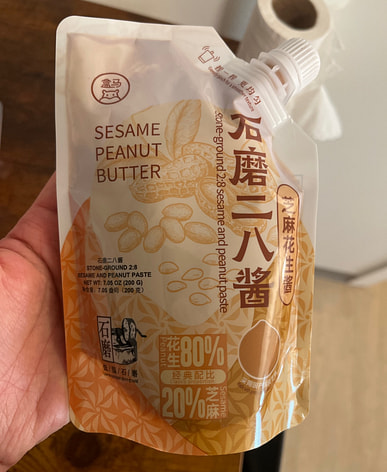 盒马
SESAME
PEANUT
BUTTER
石磨二八酱
stone-ground 2:8 sesame and peanut paste
芝麻花生酱
石磨二八酱
STONE-GROUND 2:8
SESAME AND PEANUT PASTE
NET WT: 7.05 OZ (200 G)
石磨
花生80%
经典配比
20%芝麻